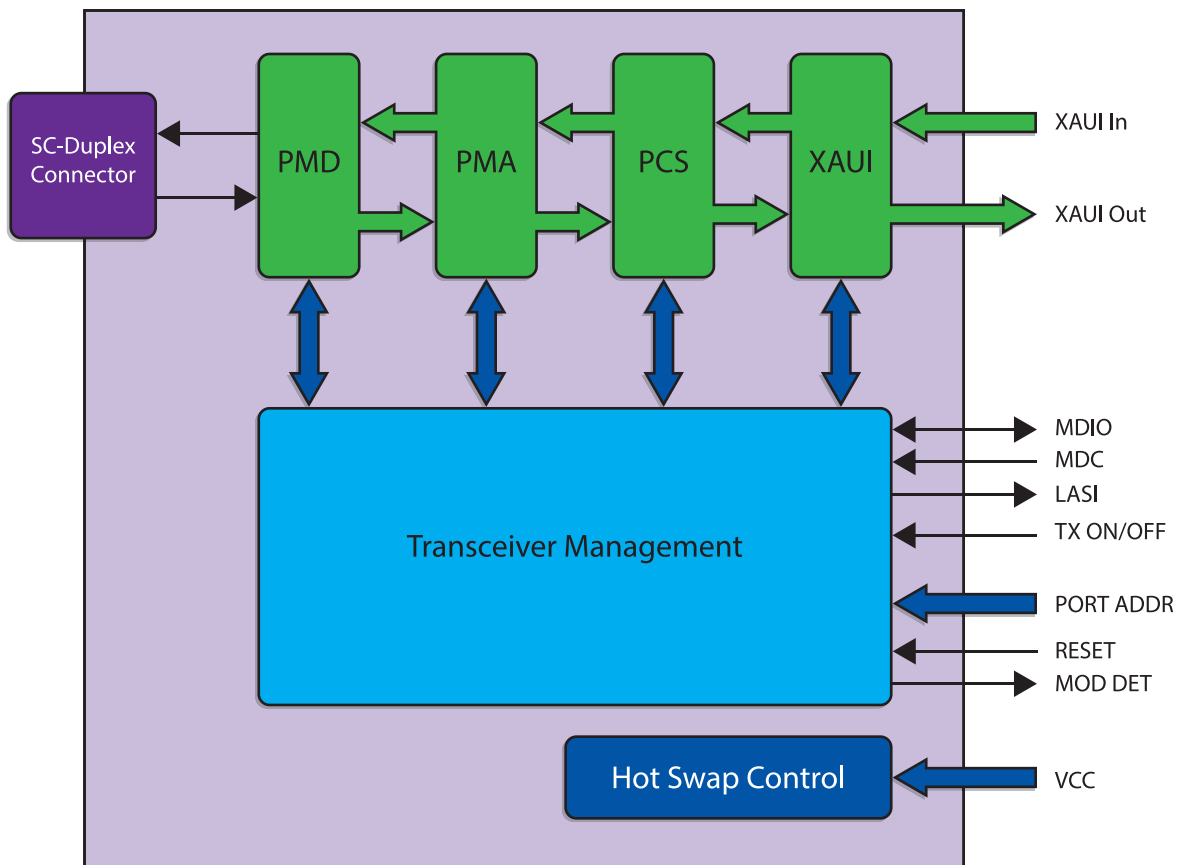 SC-Duplex
Connector
PMD
PMA
PCS
XAUI
XAUI In
XAUI Out
Transceiver Management
MDIO
MDC
LASI
TX ON/OFF
PORT ADDR
RESET
MOD DET
Hot Swap Control
VCC